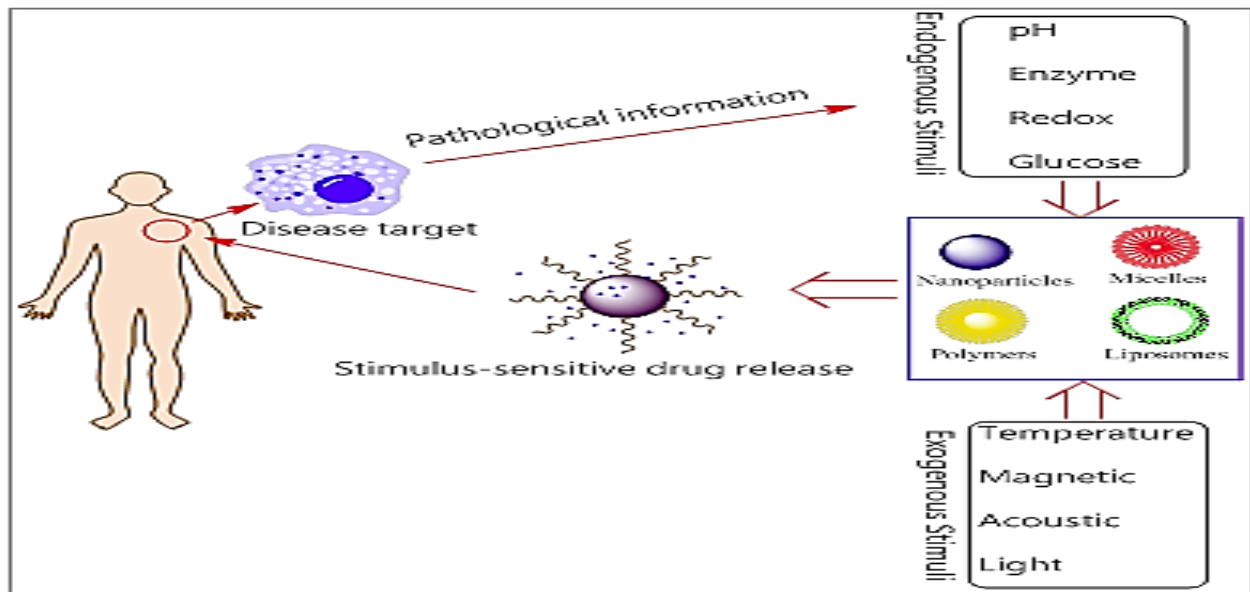 Endogenous Stimuli
pH
Enzyme
Redox
Glucose
Pathological information
Disease target
Nanoparticles
Micelles
Polymers
Liposomes
Stimulus-sensitive drug release
Exogenous Stimuli
Temperature
Magnetic
Acoustic
Light